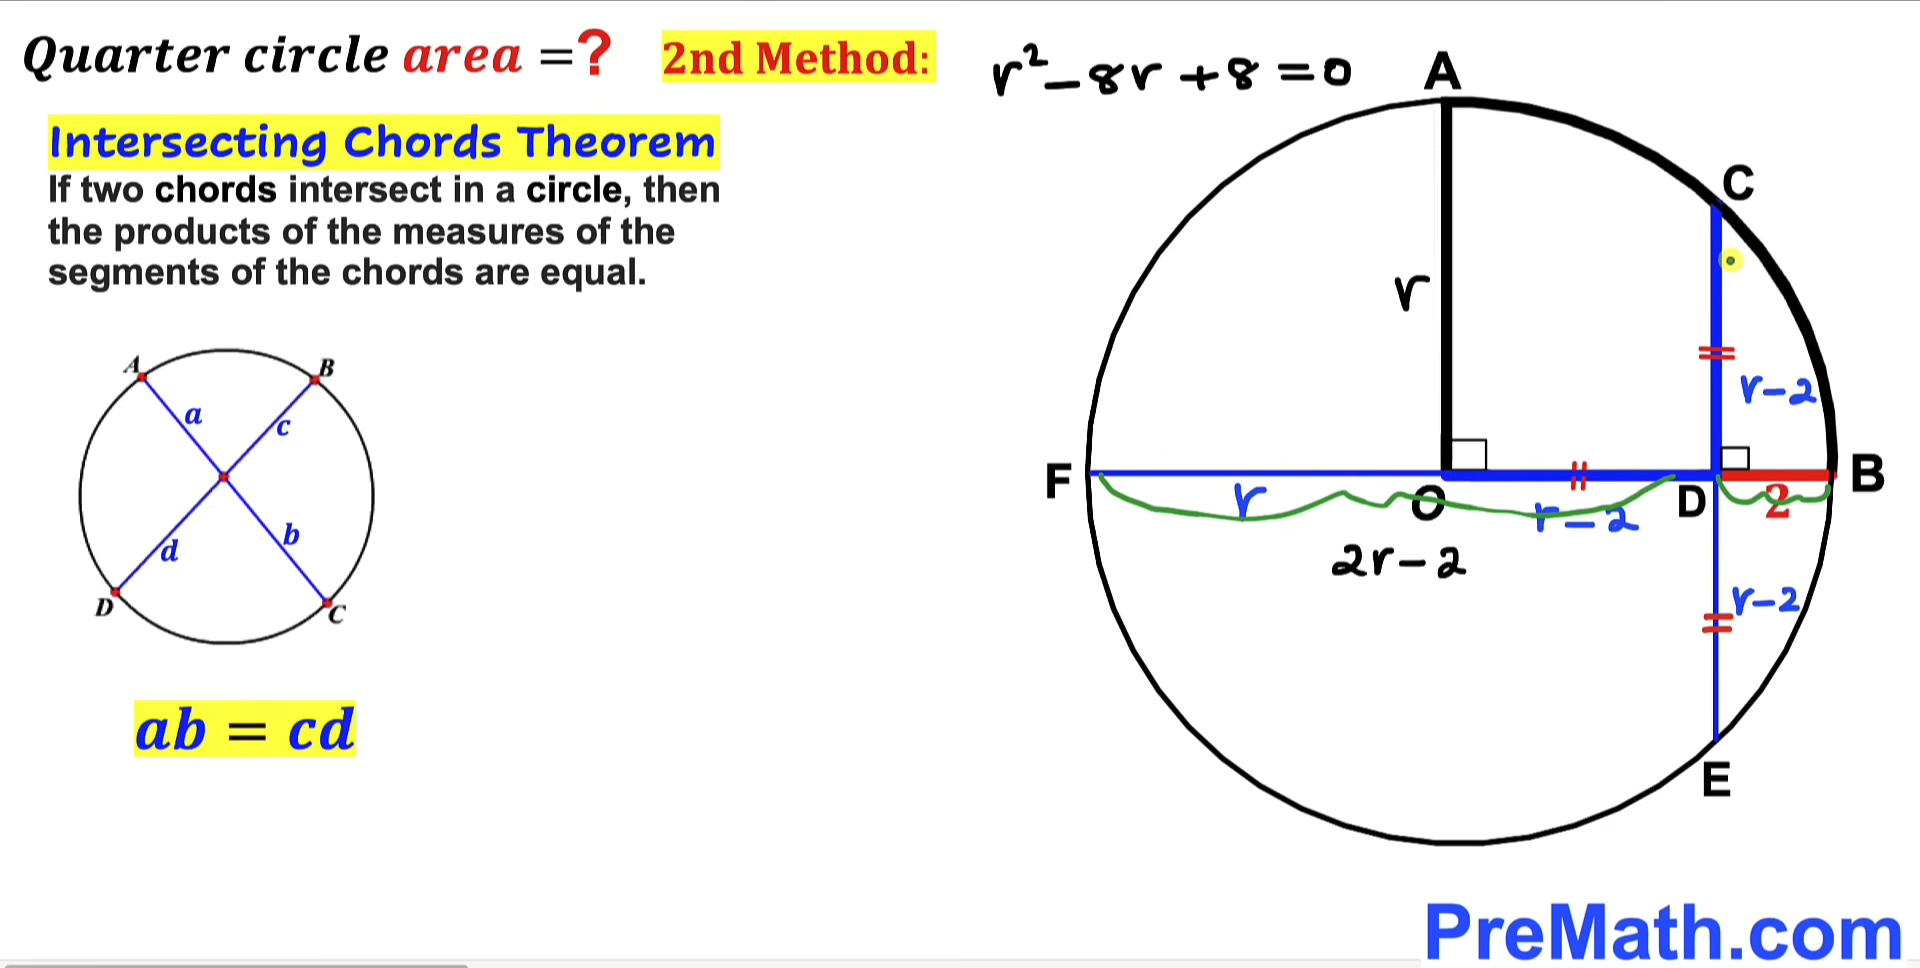 Quarter circle area =? 2nd Method:
r² - 8r + 8 = 0
Intersecting Chords Theorem
If two chords intersect in a circle, then
the products of the measures of the
segments of the chords are equal.
A
B
a
c
d
b
D
C
ab = cd
A
C
r
r-2
F
r
O
r-2
D
2
B
2r-2
r-2
E
PreMath.com